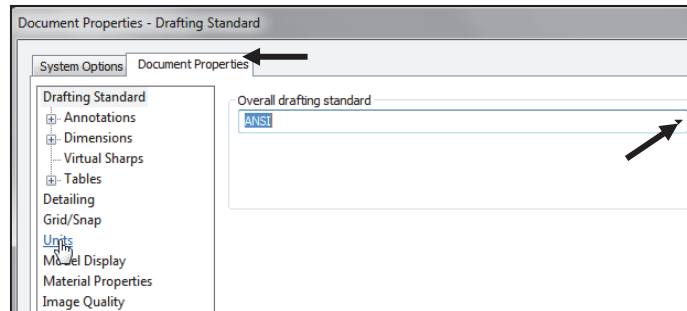 Document Properties - Drafting Standard
System Options
Document Properties
Drafting Standard
Overall drafting standard
Annotations
ANSI
Dimensions
Virtual Sharps
Tables
Detailing
Grid/Snap
Units
Model Display
Material Properties
Image Quality